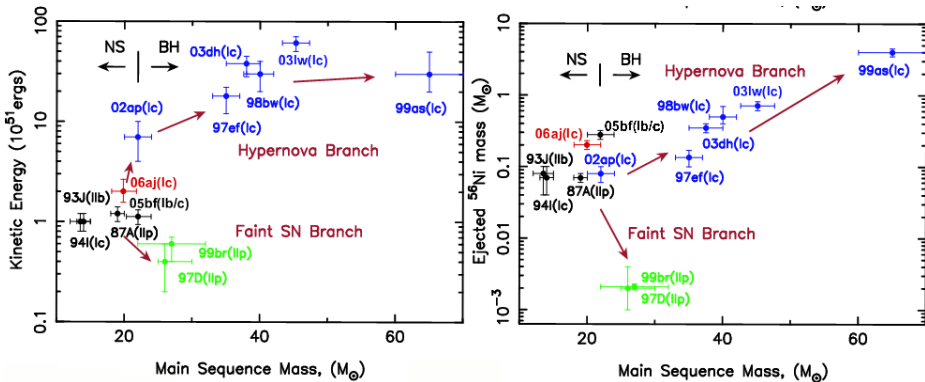 Kinetic Energy (10⁵¹ ergs)
100
10
1
0.1
20
40
60
Main Sequence Mass, (M☉)
NS
BH
03dh(Ic)
03lw(Ic)
02ap(Ic)
98bw(Ic)
97ef(Ic)
99as(Ic)
Hypernova Branch
06aj(Ic)
93J(IIb)
05bf(Ib/c)
94I(Ic)
87A(IIp)
Faint SN Branch
99br(IIp)
97D(IIp)
Ejected ⁵⁶Ni mass (M☉)
1
0.1
0.01
10⁻³
20
40
60
Main Sequence Mass, (M☉)
NS
BH
Hypernova Branch
99as(Ic)
03lw(Ic)
98bw(Ic)
06aj(Ic)
05bf(Ib/c)
03dh(Ic)
93J(IIb)
02ap(Ic)
97ef(Ic)
94I(Ic)
87A(IIp)
Faint SN Branch
99br(IIp)
97D(IIp)